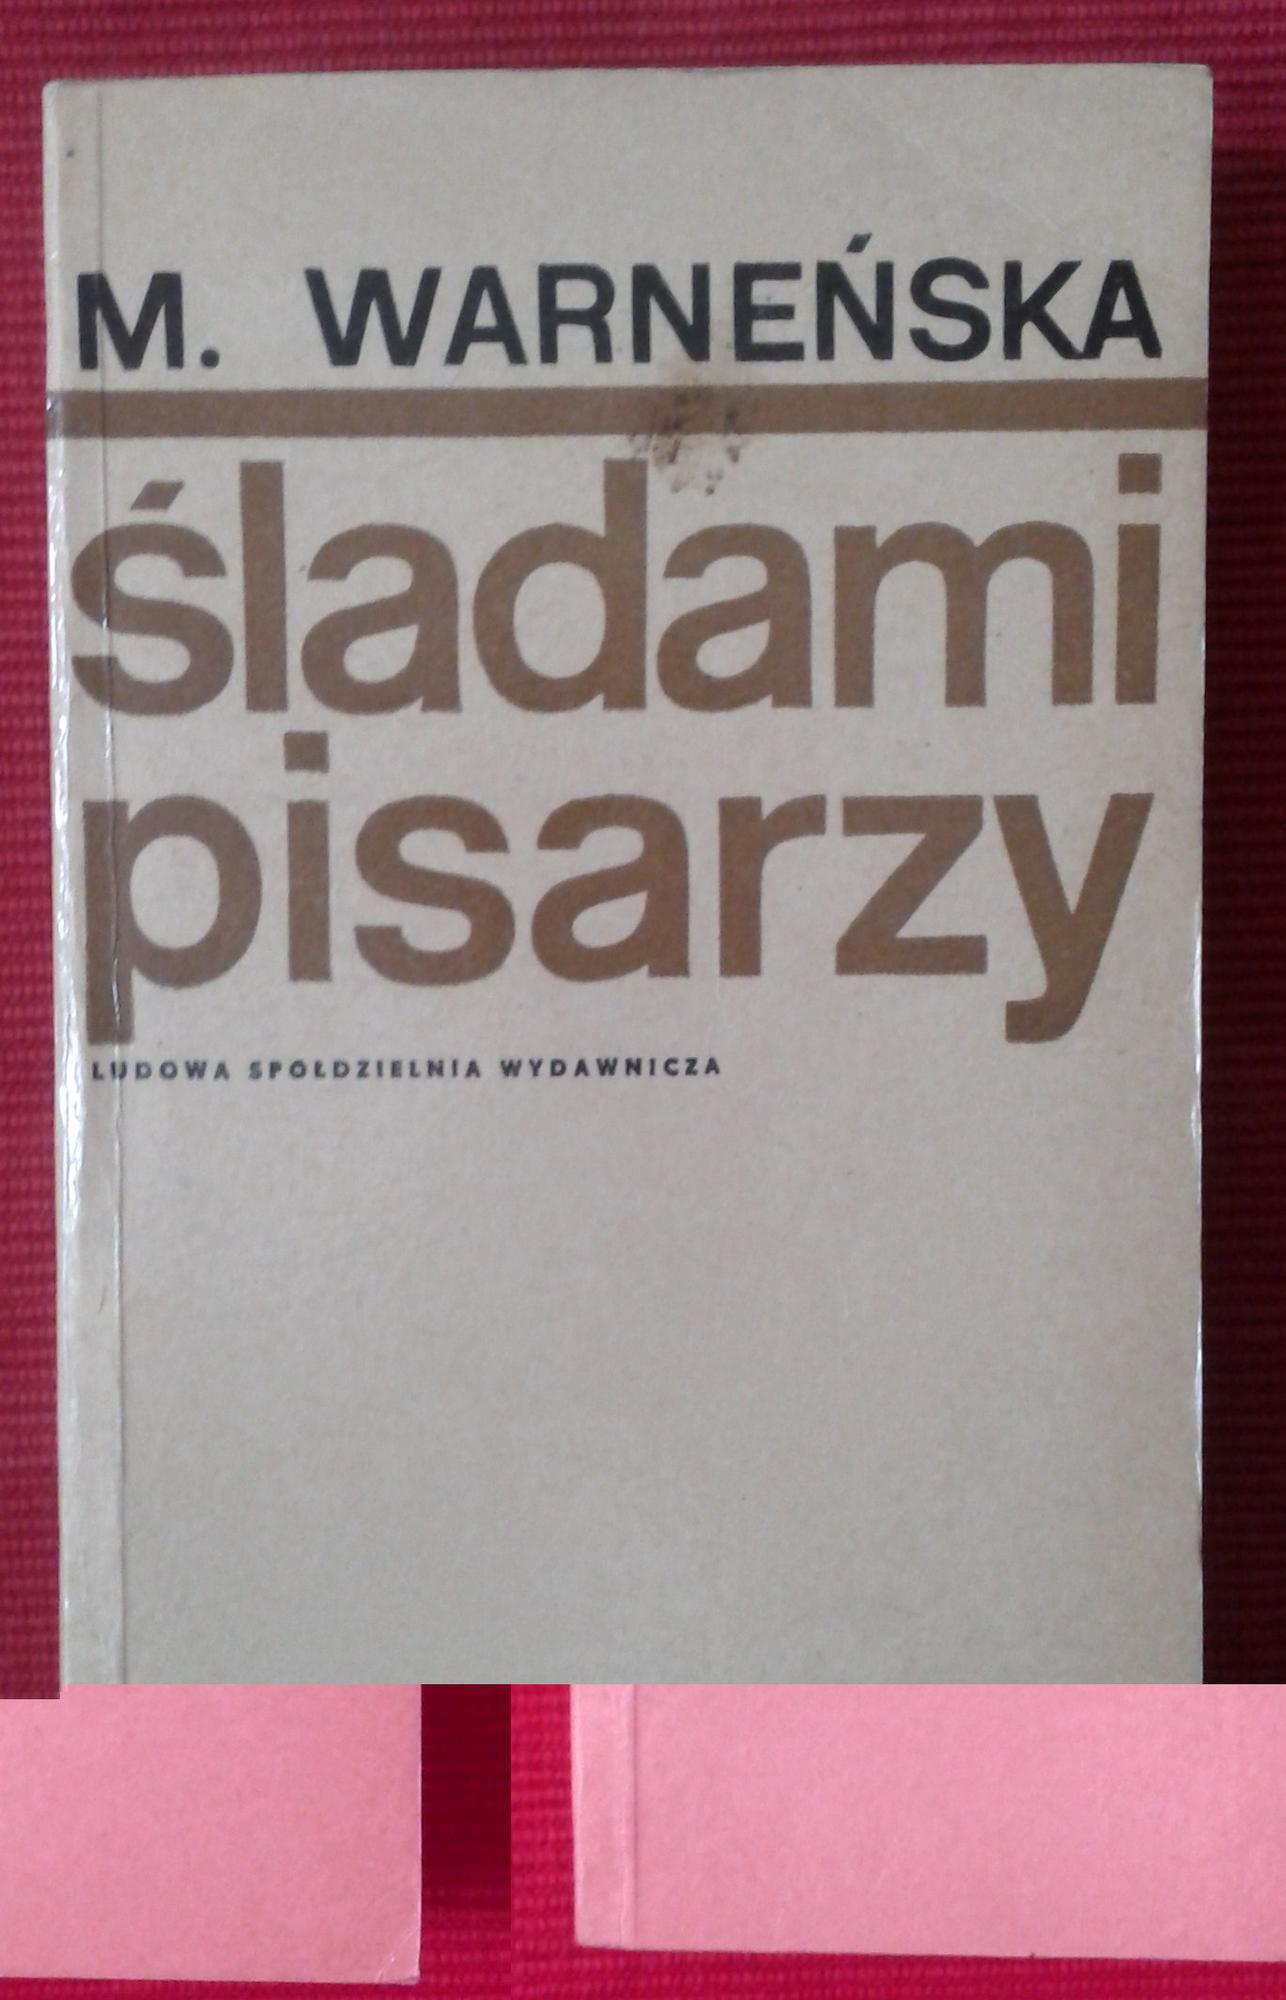 M. WARNEŃSKA
śladami
pisarzy
LUDOWA SPÓŁDZIELNIA WYDAWNICZA